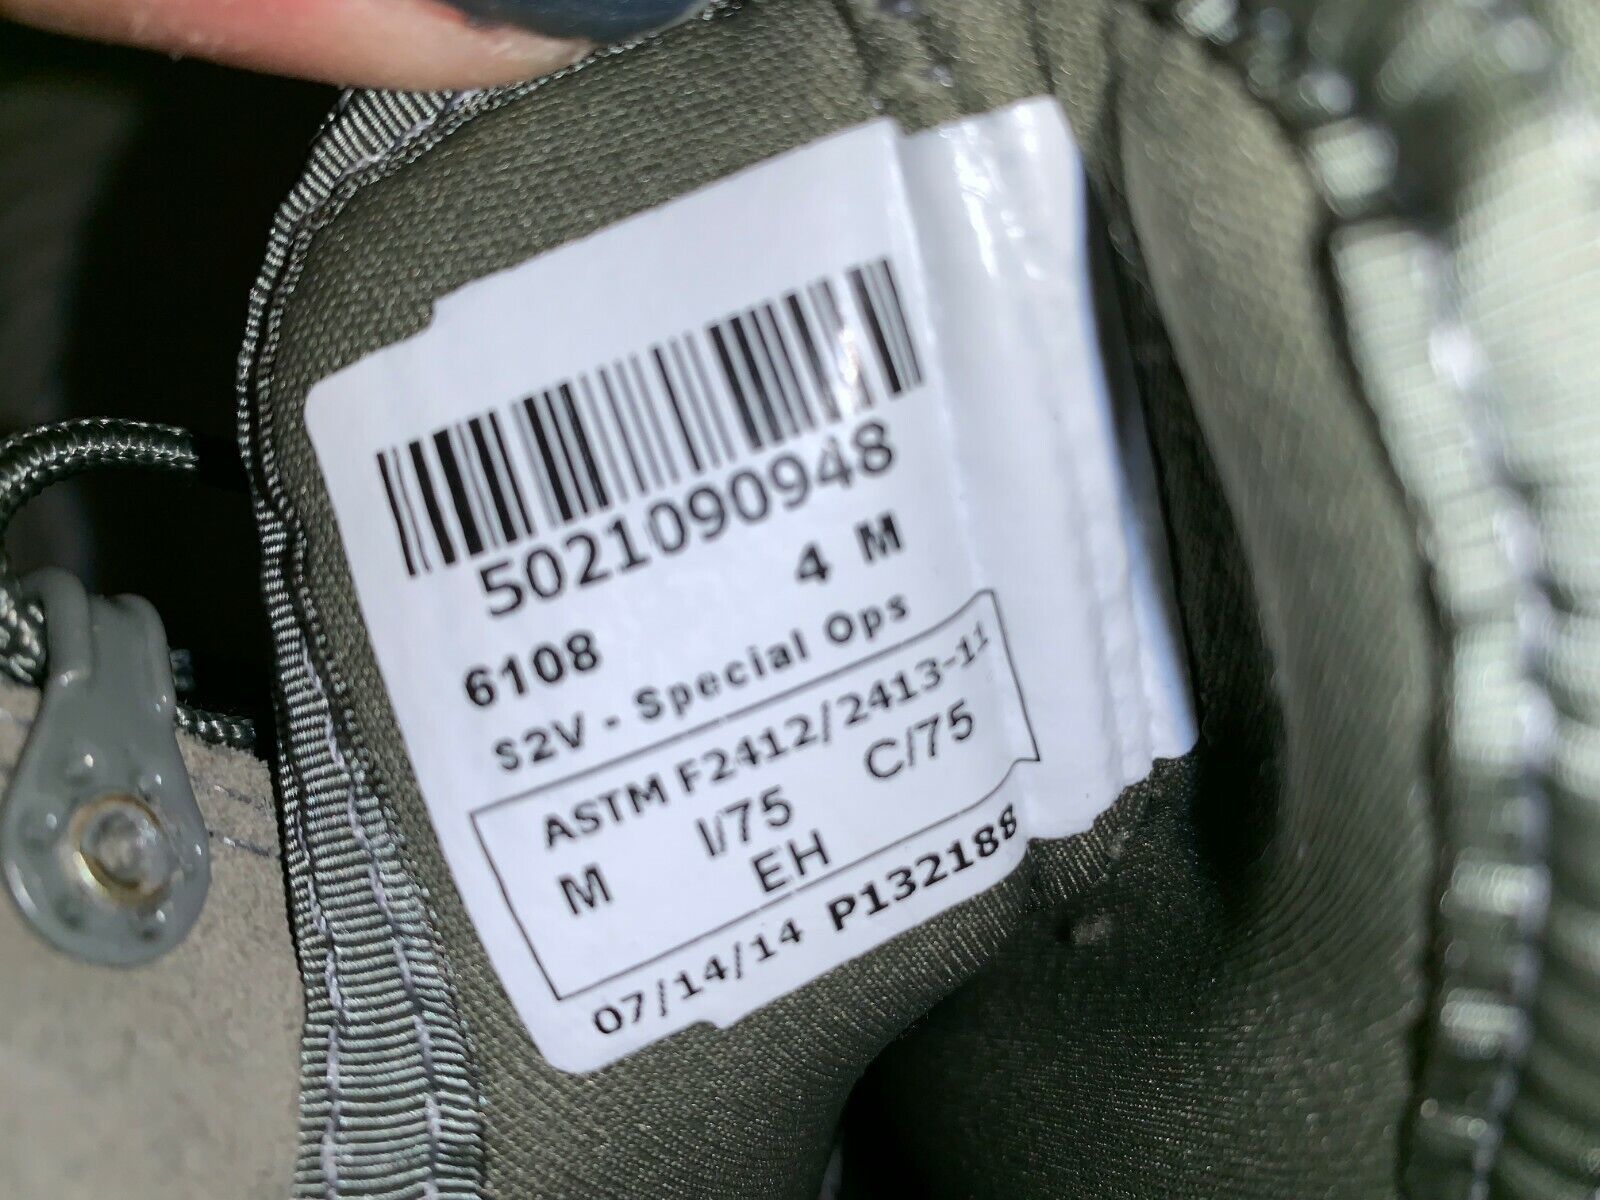 5021090948
4 M
6108
S2V - Special Ops
ASTM F2412/2413-11
M I/75 C/75
EH
07/14/14 P132188